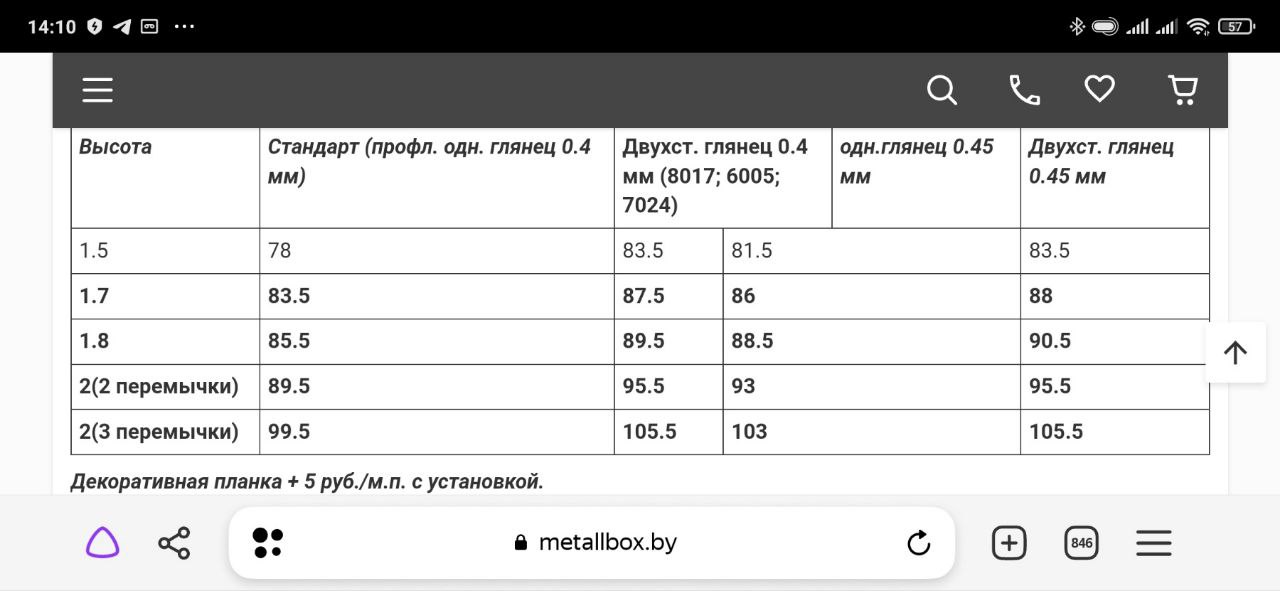 14:10
57
Высота
Стандарт (профл. одн. глянец 0.4
мм)
Двухст. глянец 0.4
мм (8017; 6005;
7024)
одн.глянец 0.45
мм
Двухст. глянец
0.45 мм
1.5 78 83.5 81.5 83.5
1.7 83.5 87.5 86 88
1.8 85.5 89.5 88.5 90.5
2(2 перемычки) 89.5 95.5 93 95.5
2(3 перемычки) 99.5 105.5 103 105.5
Декоративная планка + 5 руб./м.п. с установкой.
metallbox.by
846